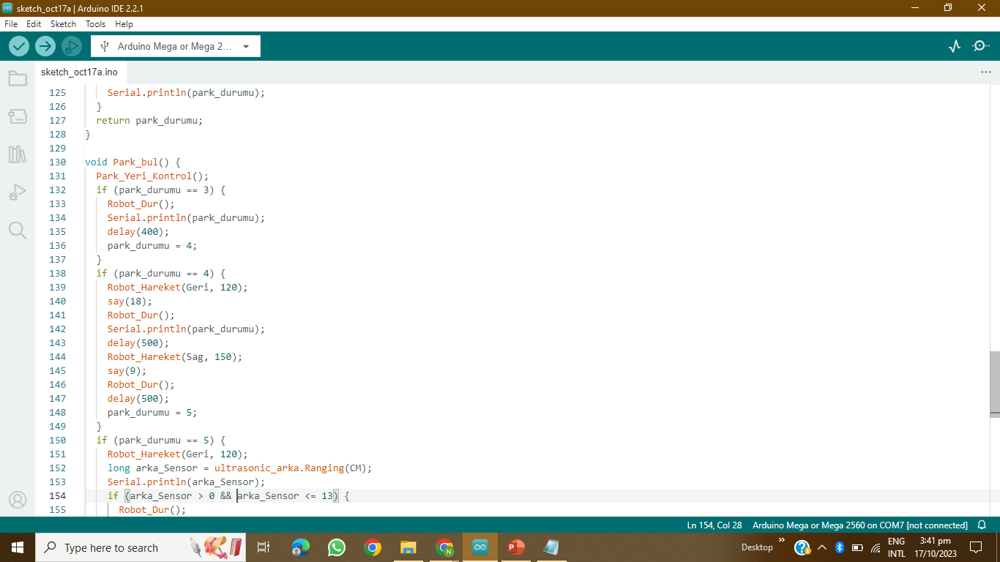 sketch_oct17a | Arduino IDE 2.2.1
File Edit Sketch Tools Help
Arduino Mega or Mega 2...
sketch_oct17a.ino
125 Serial.println(park_durumu);
126 }
127 return park_durumu;
128 }
129
130 void Park_bul() {
131 Park_Yeri_Kontrol();
132 if (park_durumu == 3) {
133 Robot_Dur();
134 Serial.println(park_durumu);
135 delay(400);
136 park_durumu = 4;
137 }
138 if (park_durumu == 4) {
139 Robot_Hareket(Geri, 120);
140 say(18);
141 Robot_Dur();
142 Serial.println(park_durumu);
143 delay(500);
144 Robot_Hareket(Sag, 150);
145 say(9);
146 Robot_Dur();
147 delay(500);
148 park_durumu = 5;
149 }
150 if (park_durumu == 5) {
151 Robot_Hareket(Geri, 120);
152 long arka_Sensor = ultrasonic_arka.Ranging(CM);
153 Serial.println(arka_Sensor);
154 if (arka_Sensor > 0 && arka_Sensor <= 13) {
155 Robot_Dur();
Ln 154, Col 28 Arduino Mega or Mega 2560 on COM7 [not connected]
Type here to search
Desktop
ENG
INTL
3:41 pm
17/10/2023